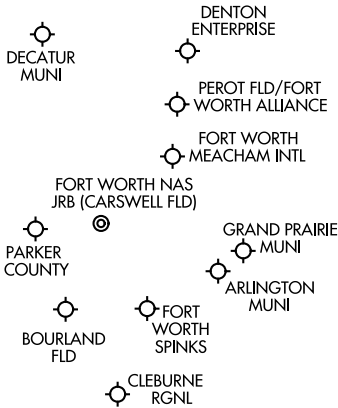 DENTON
ENTERPRISE
DECATUR
MUNI
PEROT FLD/FORT
WORTH ALLIANCE
FORT WORTH
MEACHAM INTL
FORT WORTH NAS
JRB (CARSWELL FLD)
GRAND PRAIRIE
MUNI
PARKER
COUNTY
ARLINGTON
MUNI
BOURLAND
FLD
FORT
WORTH
SPINKS
CLEBURNE
RGNL